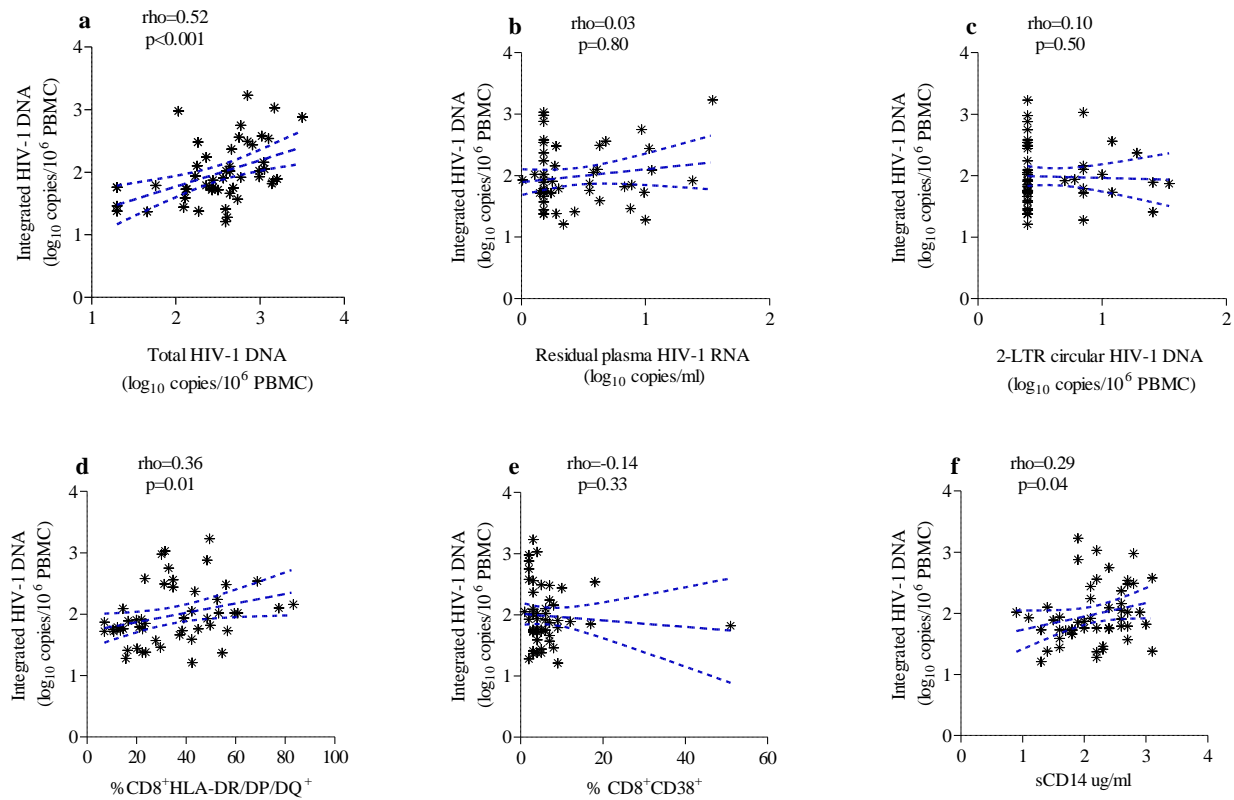 a
rho=0.52
p<0.001
Integrated HIV-1 DNA
(log10 copies/10^6 PBMC)
4
3
2
1
0
1 2 3 4
Total HIV-1 DNA
(log10 copies/10^6 PBMC)
b
rho=0.03
p=0.80
Integrated HIV-1 DNA
(log10 copies/10^6 PBMC)
4
3
2
1
0
0 1 2
Residual plasma HIV-1 RNA
(log10 copies/ml)
c
rho=0.10
p=0.50
Integrated HIV-1 DNA
(log10 copies/10^6 PBMC)
4
3
2
1
0
0 1 2
2-LTR circular HIV-1 DNA
(log10 copies/10^6 PBMC)
d
rho=0.36
p=0.01
Integrated HIV-1 DNA
(log10 copies/10^6 PBMC)
4
3
2
1
0
0 20 40 60 80 100
%CD8+HLA-DR/DP/DQ+
e
rho=-0.14
p=0.33
Integrated HIV-1 DNA
(log10 copies/10^6 PBMC)
4
3
2
1
0
0 20 40 60
% CD8+CD38+
f
rho=0.29
p=0.04
Integrated HIV-1 DNA
(log10 copies/10^6 PBMC)
4
3
2
1
0
0 1 2 3 4
sCD14 ug/ml